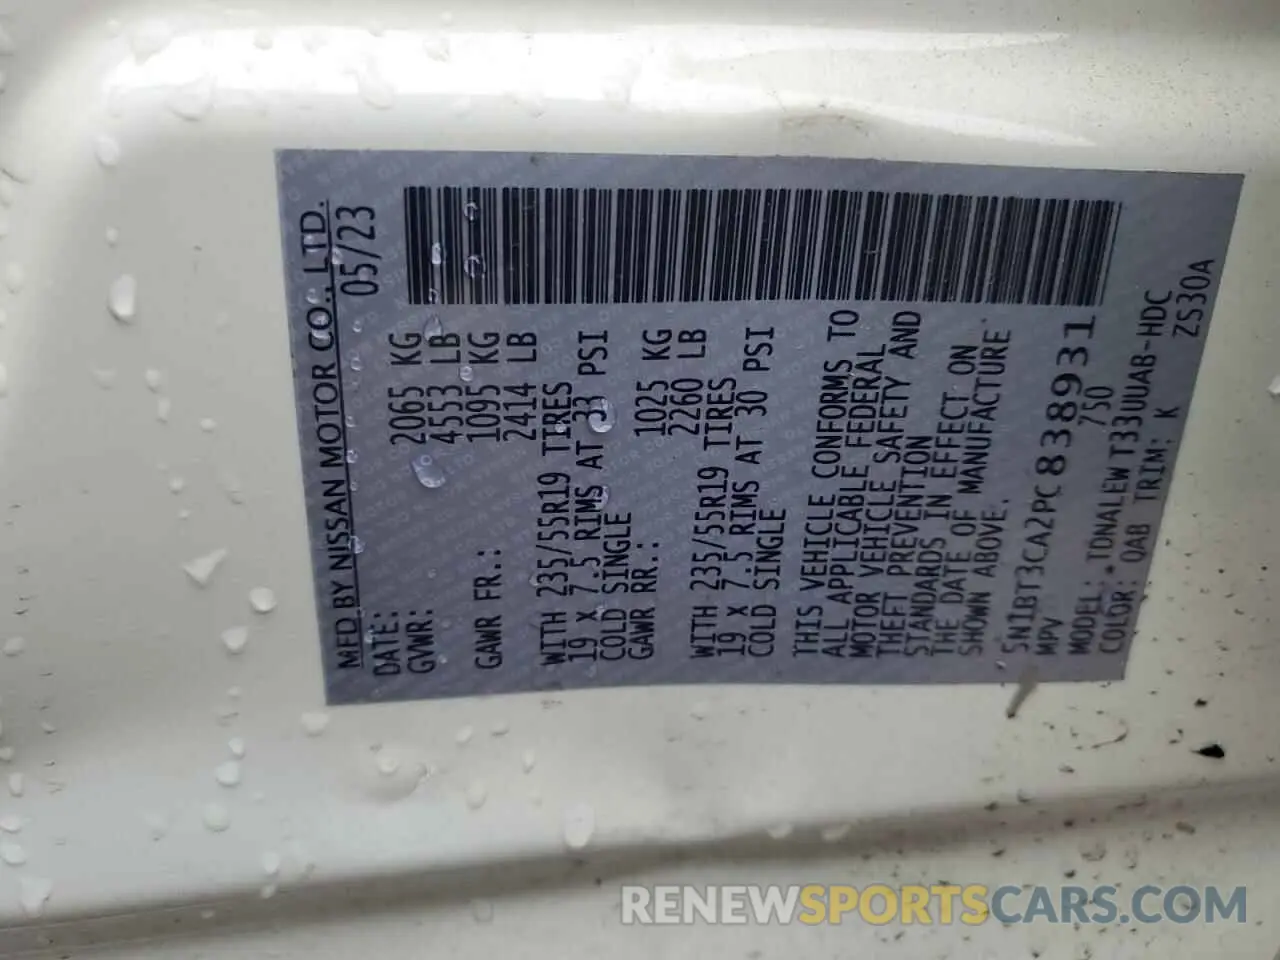 MFD BY NISSAN MOTOR CO., LTD.
DATE: 05/23
GVWR: 2065 KG
4553 LB
GAWR FR.: 1095 KG
2414 LB
WITH 235/55R19 TIRES
19 X 7.5 RIMS AT 33 PSI
COLD SINGLE
GAWR RR.: 1025 KG
2260 LB
WITH 235/55R19 TIRES
19 X 7.5 RIMS AT 30 PSI
COLD SINGLE
THIS VEHICLE CONFORMS TO
ALL APPLICABLE FEDERAL
MOTOR VEHICLE SAFETY AND
THEFT PREVENTION
STANDARDS IN EFFECT ON
THE DATE OF MANUFACTURE
SHOWN ABOVE.
5N1BT3CA2PC838931
MPV 750
MODEL: TDNALEWT33UUAB-HDC
COLOR: QAB TRIM: K ZS30A
RENEWSPORTSCARS.COM